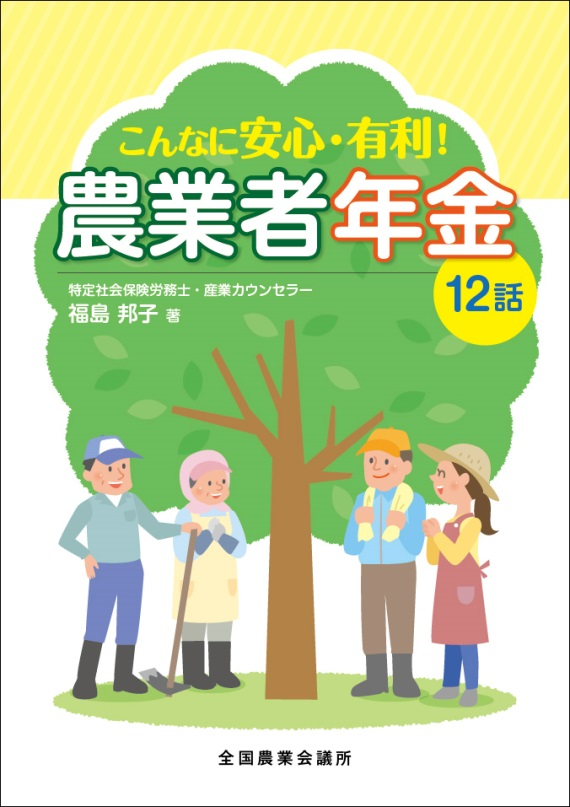 こんなに安心・有利!
農業者年金
12話
特定社会保険労務士・産業カウンセラー
福島 邦子 著
全国農業会議所